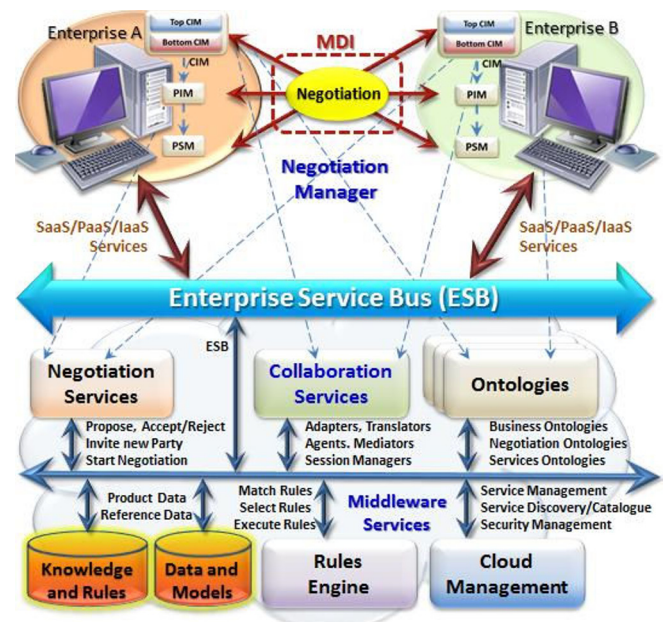 Enterprise A
Top CIM
Bottom CIM
CIM
PIM
PSM
MDI
Negotiation
Negotiation
Manager
Top CIM
Bottom CIM
Enterprise B
CIM
PIM
PSM
SaaS/PaaS/IaaS
Services
SaaS/PaaS/IaaS
Services
Enterprise Service Bus (ESB)
ESB
Negotiation
Services
Collaboration
Services
Ontologies
Propose, Accept/Reject
Invite new Party
Start Negotiation
Adapters, Translators
Agents. Mediators
Session Managers
Business Ontologies
Negotiation Ontologies
Services Ontologies
Product Data
Reference Data
Match Rules
Select Rules
Execute Rules
Middleware
Services
Service Management
Service Discovery/Catalogue
Security Management
Knowledge
and Rules
Data and
Models
Rules
Engine
Cloud
Management